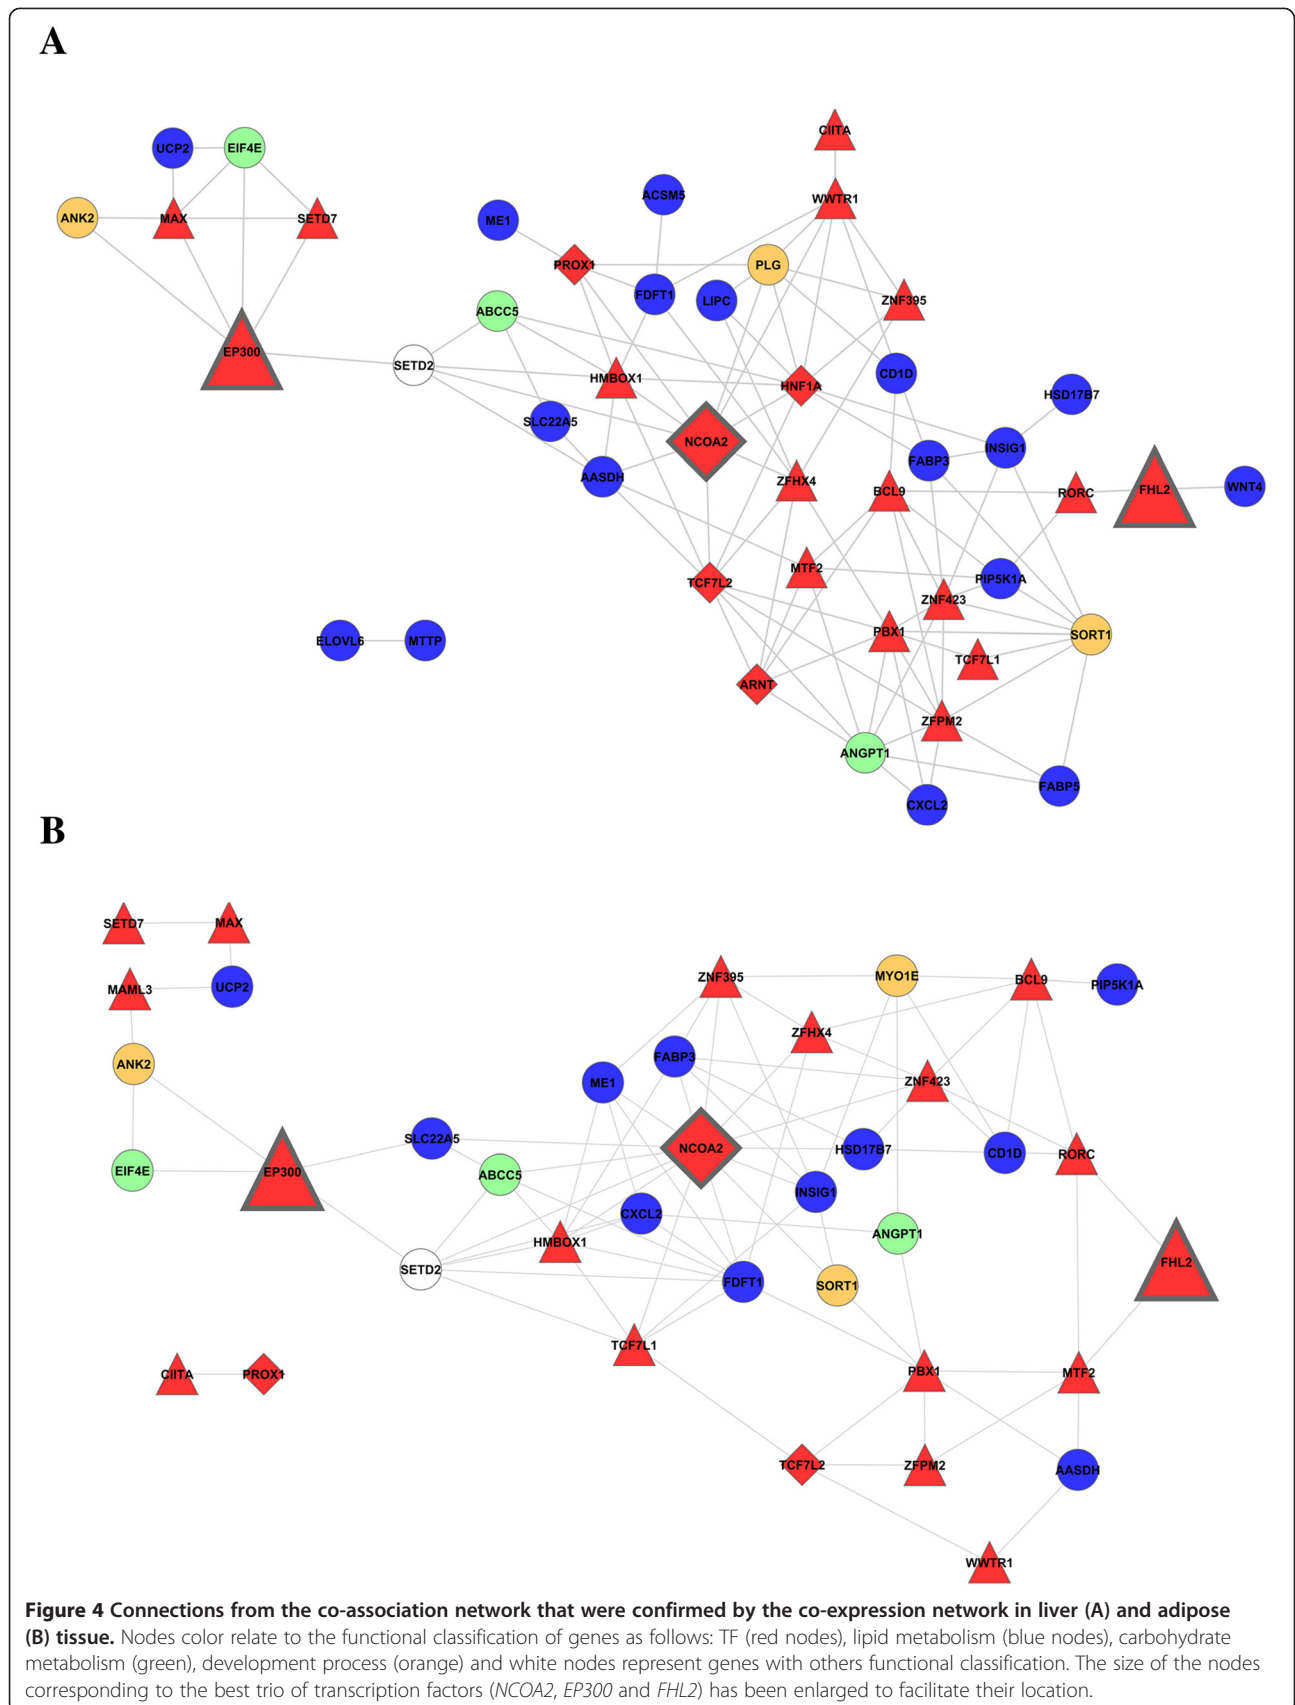 A
CIITA
UCP2
EIF4E
ACSM5
WWTR1
ANK2
MAX
SETD7
ME1
PROX1
PLG
FDFT1
LIPC
ZNF395
ABCC5
EP300
SETD2
HMBOX1
HNF1A
CD1D
HSD17B7
SLC22A5
NCOA2
INSIG1
FABP3
AASDH
ZFHX4
BCL9
RORC
FHL2
WNT4
TCF7L2
MTF2
PIP5K1A
ZNF423
PBX1
SORT1
ELOVL6
MTTP
TCF7L1
ARNT
ZFPM2
ANGPT1
FABP5
CXCL2
B
SETD7
MAX
MAML3
UCP2
ZNF395
MYO1E
BCL9
PIP5K1A
ZFHX4
ANK2
FABP3
ME1
ZNF423
SLC22A5
NCOA2
HSD17B7
CD1D
RORC
EIF4E
EP300
ABCC5
INSIG1
CXCL2
HMBOX1
ANGPT1
SETD2
FDFT1
SORT1
FHL2
CIITA
PROX1
TCF7L1
PBX1
MTF2
TCF7L2
ZFPM2
AASDH
WWTR1
Figure 4 Connections from the co-association network that were confirmed by the co-expression network in liver (A) and adipose
(B) tissue. Nodes color relate to the functional classification of genes as follows: TF (red nodes), lipid metabolism (blue nodes), carbohydrate
metabolism (green), development process (orange) and white nodes represent genes with others functional classification. The size of the nodes
corresponding to the best trio of transcription factors (NCOA2, EP300 and FHL2) has been enlarged to facilitate their location.